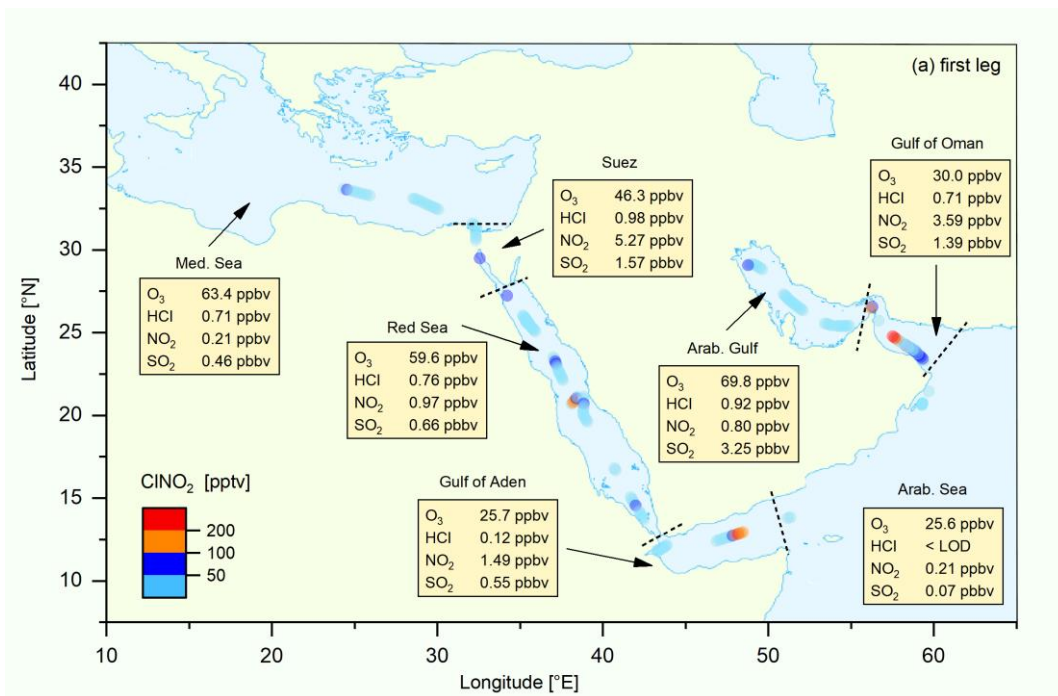 (a) first leg
40
35
30
25
20
15
10
Latitude [°N]
10 20 30 40 50 60
Longitude [°E]
Med. Sea
O₃ 63.4 ppbv
HCl 0.71 ppbv
NO₂ 0.21 ppbv
SO₂ 0.46 ppbv
Suez
O₃ 46.3 ppbv
HCl 0.98 ppbv
NO₂ 5.27 ppbv
SO₂ 1.57 ppbv
Gulf of Oman
O₃ 30.0 ppbv
HCl 0.71 ppbv
NO₂ 3.59 ppbv
SO₂ 1.39 ppbv
Red Sea
O₃ 59.6 ppbv
HCl 0.76 ppbv
NO₂ 0.97 ppbv
SO₂ 0.66 ppbv
Arab. Gulf
O₃ 69.8 ppbv
HCl 0.92 ppbv
NO₂ 0.80 ppbv
SO₂ 3.25 ppbv
Gulf of Aden
O₃ 25.7 ppbv
HCl 0.12 ppbv
NO₂ 1.49 ppbv
SO₂ 0.55 ppbv
Arab. Sea
O₃ 25.6 ppbv
HCl < LOD
NO₂ 0.21 ppbv
SO₂ 0.07 ppbv
ClNO₂ [pptv]
200
100
50